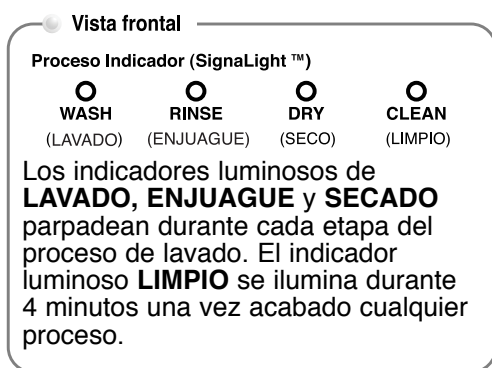 Vista frontal
Proceso Indicador (SignaLight ™)
WASH RINSE DRY CLEAN
(LAVADO) (ENJUAGUE) (SECO) (LIMPIO)
Los indicadores luminosos de
LAVADO, ENJUAGUE y SECADO
parpadean durante cada etapa del
proceso de lavado. El indicador
luminoso LIMPIO se ilumina durante
4 minutos una vez acabado cualquier
proceso.